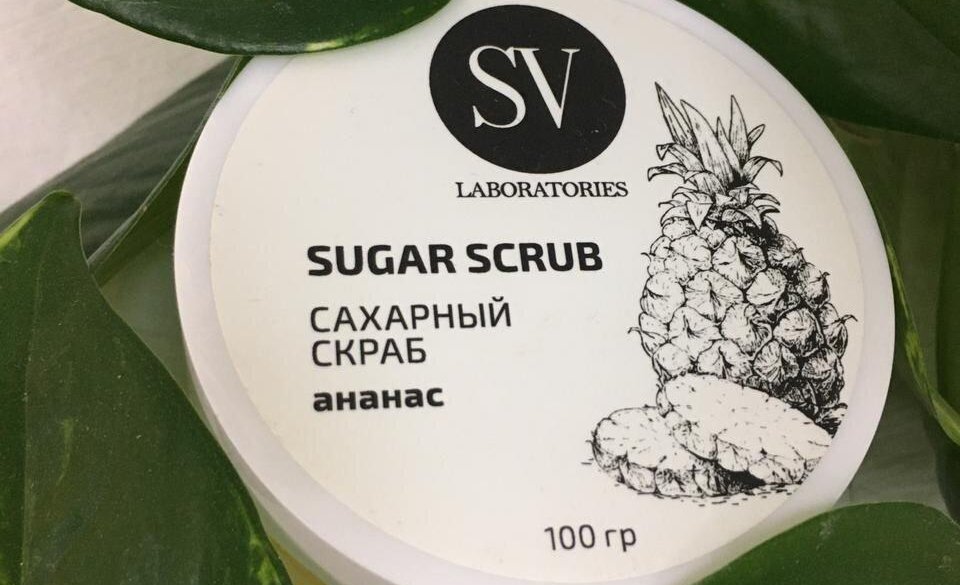 SV
LABORATORIES
SUGAR SCRUB
САХАРНЫЙ
СКРАБ
ананас
100 гр